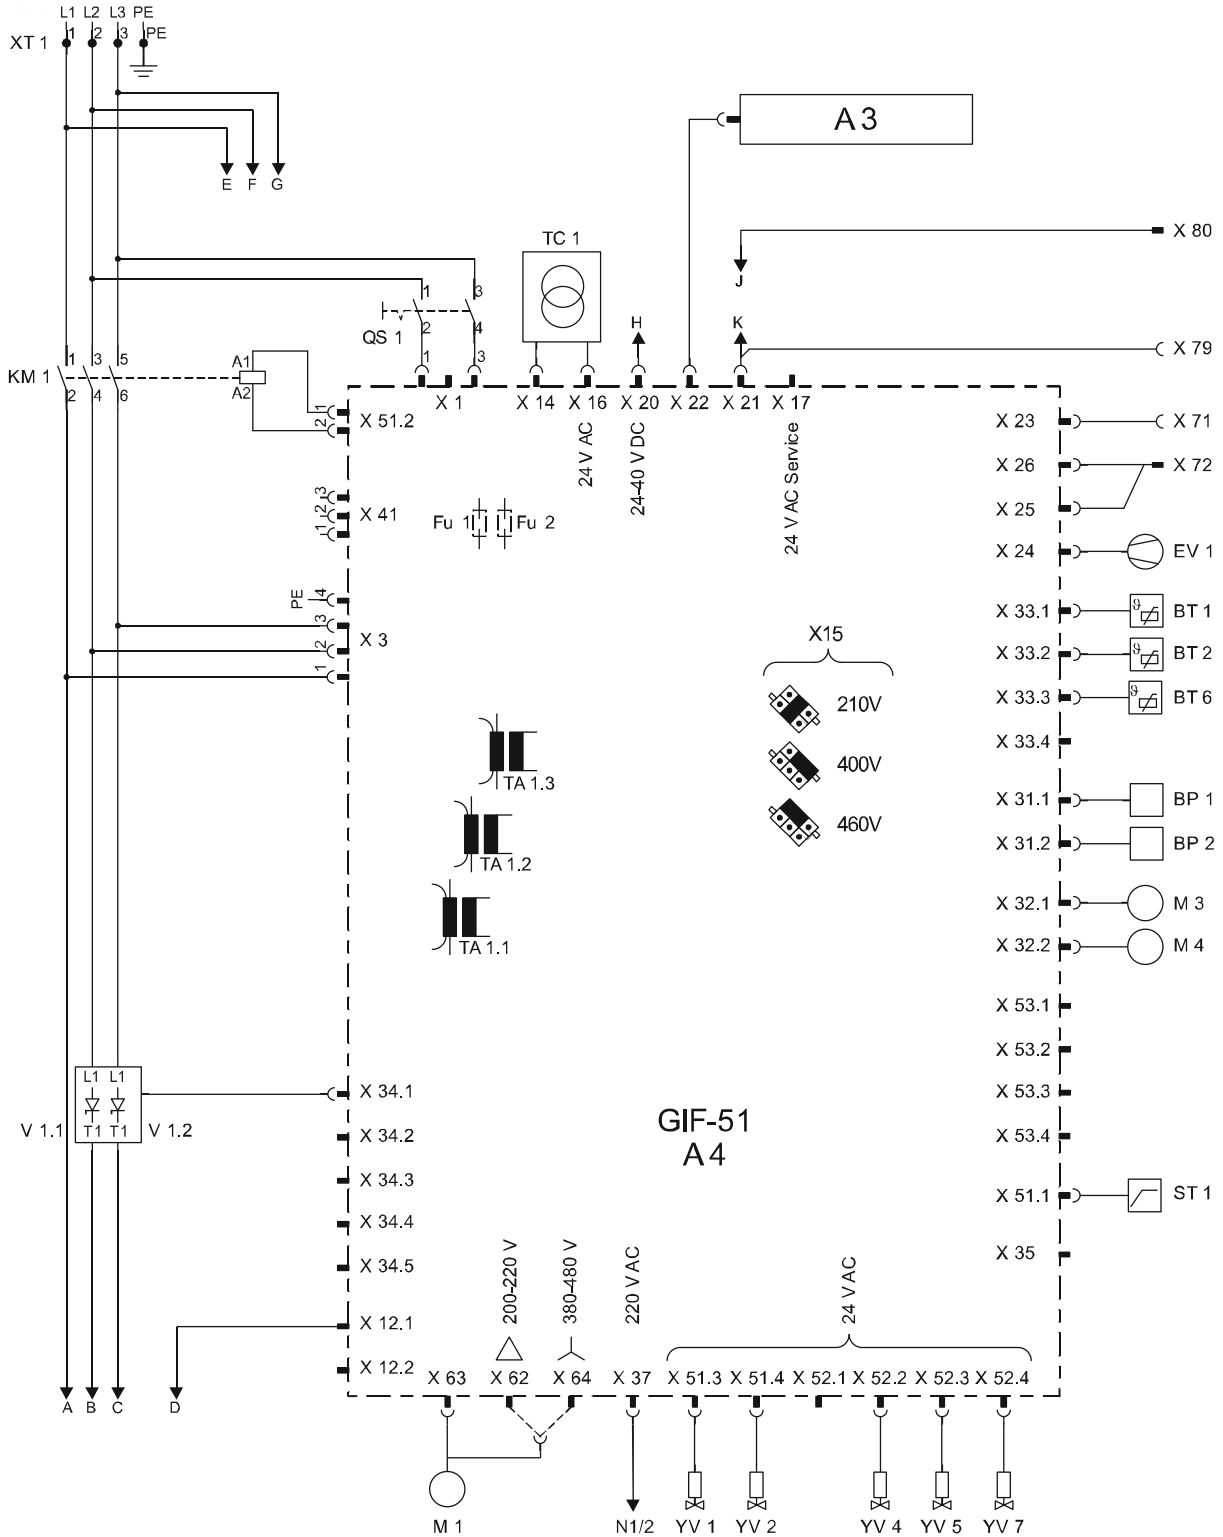 L1 L2 L3 PE
XT 1 1 2 3 PE
A 3
E F G
X 80
TC 1
J
1 3
H K
QS 1 2 4
X 79
1 3 5 A1 1 3
KM 1
2 4 6 A2
X 1 X 14 X 16 X 20 X 22 X 21 X 17
1
2
X 51.2
24 V AC
24-40 V DC
24 V AC Service
X 23 X 71
X 26 X 72
3
2
1
X 41
Fu 1 Fu 2
X 25
X 24 EV 1
PE 4
3
2
1
X 3
X 33.1 ϑ BT 1
X 33.2 ϑ BT 2
X 33.3 ϑ BT 6
X 33.4
X15
210V
400V
460V
TA 1.3
TA 1.2
TA 1.1
X 31.1 BP 1
X 31.2 BP 2
X 32.1 M 3
X 32.2 M 4
X 53.1
X 53.2
X 53.3
X 53.4
L1 L1
T1 T1
V 1.1 V 1.2
X 34.1
X 34.2
X 34.3
X 34.4
X 34.5
GIF-51
A 4
X 51.1 ST 1
X 35
X 12.1
X 12.2
200-220 V
380-480 V
220 V AC
24 V AC
X 63 X 62 X 64 X 37 X 51.3 X 51.4 X 52.1 X 52.2 X 52.3 X 52.4
A B C D
M 1 N1/2 YV 1 YV 2 YV 4 YV 5 YV 7